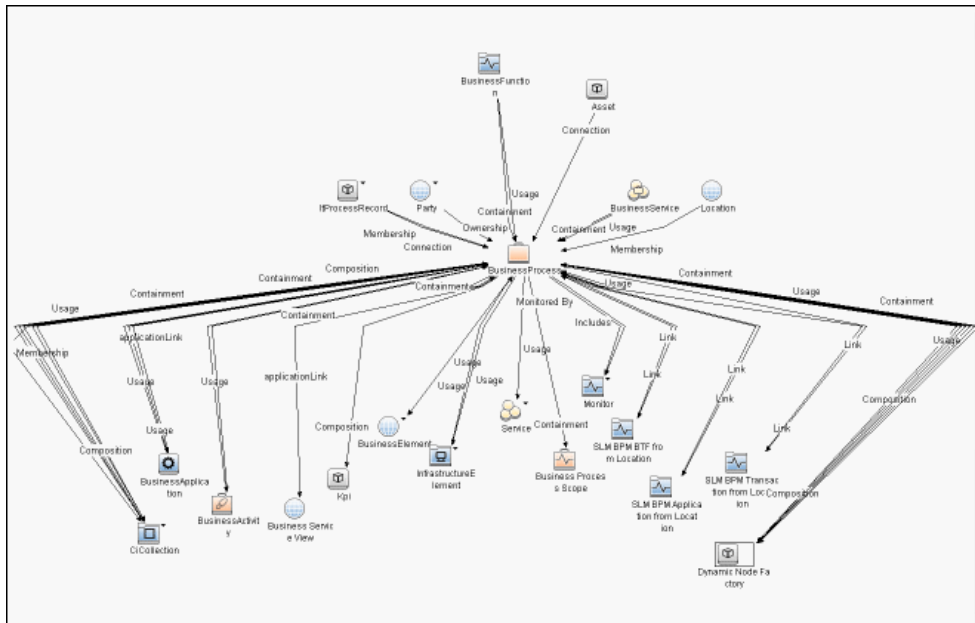 BusinessFunctio
n
Asset
Connection
Usage
Containment
ItProcessRecord
Party
Ownership
Membership
Connection
BusinessService
Location
Containment
Usage
Membership
BusinessProcess
Composition
Containment
Containment
Usage
Containment
Monitored By
Usage
Containment
Usage
Containment
Membership
applicationLink
Containment
Includes
Link
Link
Link
Usage
Usage
Usage
applicationLink
Usage
Usage
Usage
Usage
Link
Composition
Usage
Composition
Composition
Containment
Link
Composition
BusinessElement
Service
Monitor
SLM BPM BTF fro
m Location
BusinessApplica
tion
Kpi
InfrastructureEl
ement
Business Proces
s Scope
SLM BPM Applica
tion from Locat
ion
SLM BPM Transac
tion from Locat
ion
BusinessActivit
y
Business Servic
e View
CiCollection
Dynamic Node Fa
ctory